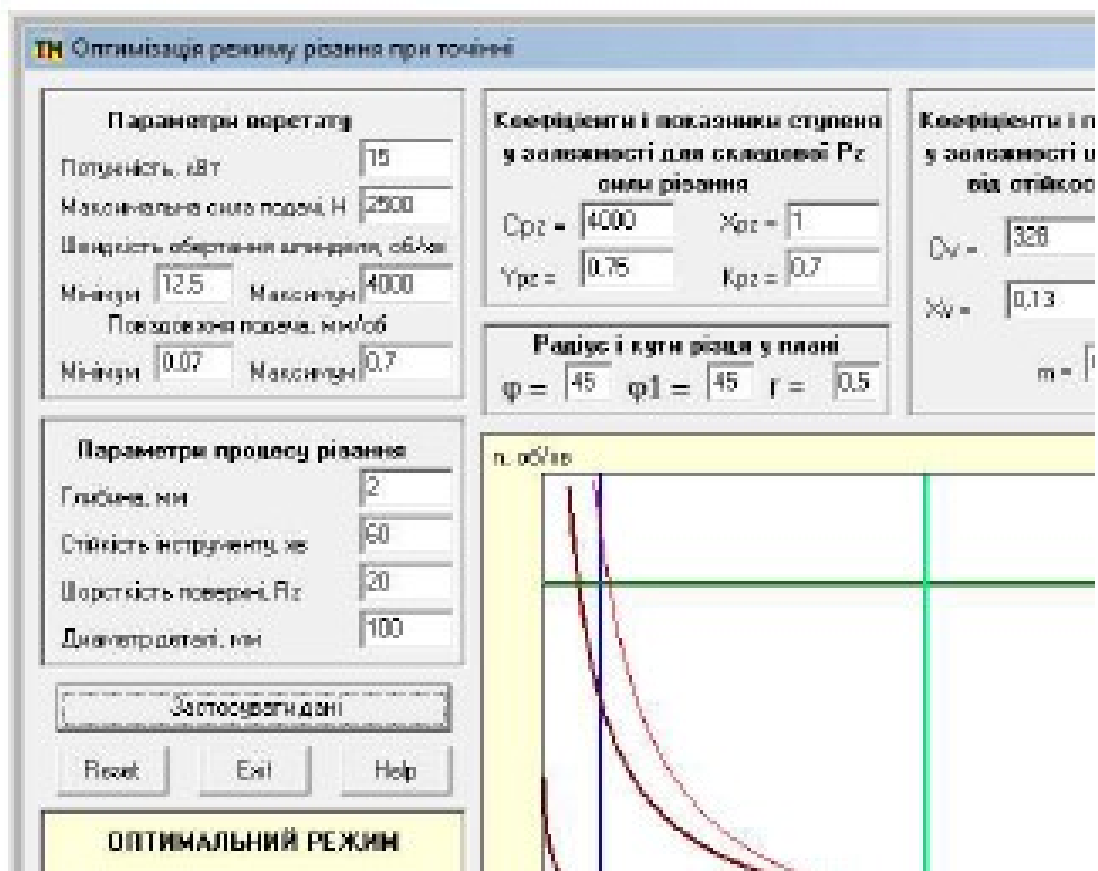 ТН Оптимізація режиму різання при точінні
Параметри верстату
Потужність, кВт 15
Максимальна сила подачі, Н 2500
Швидкість обертання шпинделя, об/хв
Мінімум 12.5 Максимум 4000
Повздовжня подача, мм/об
Мінімум 0.07 Максимум 0.7
Параметри процесу різання
Глибина, мм 2
Стійкість інструменту, хв 60
Шорсткість поверхні, Rz 20
Диаметр деталі, мм 100
Застосувати дані
Reset Exit Help
ОПТИМАЛЬНИЙ РЕЖИМ
Коефіцієнти і показники ступеня
у залежності для складової Pz
сили різання
Cpz = 4000 Xpz = 1
Ypz = 0.75 Kpz = 0.7
Радіус і кути різця у плані
φ = 45 φ1 = 45 r = 0.5
Коефіцієнти і п
у залежності ш
від стійкос
Cv = 328
Xv = 0,13
m =
n, об/хв